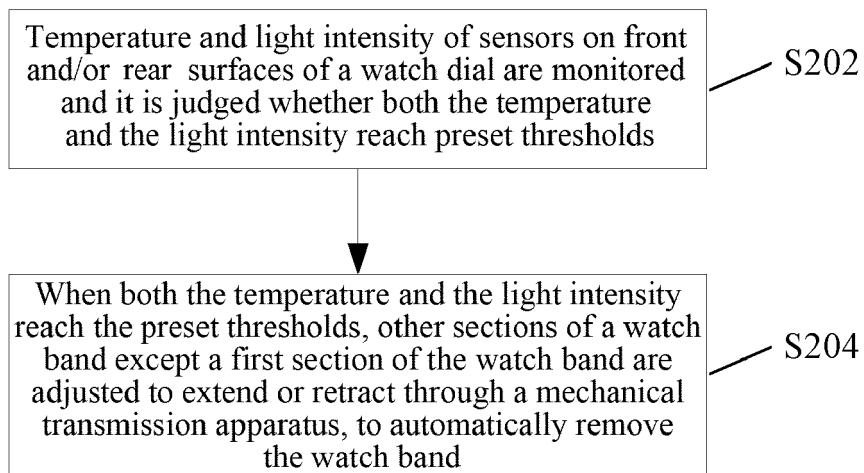 Temperature and light intensity of sensors on front
and/or rear surfaces of a watch dial are monitored
and it is judged whether both the temperature
and the light intensity reach preset thresholds
S202
When both the temperature and the light intensity
reach the preset thresholds, other sections of a watch
band except a first section of the watch band are
adjusted to extend or retract through a mechanical
transmission apparatus, to automatically remove
the watch band
S204